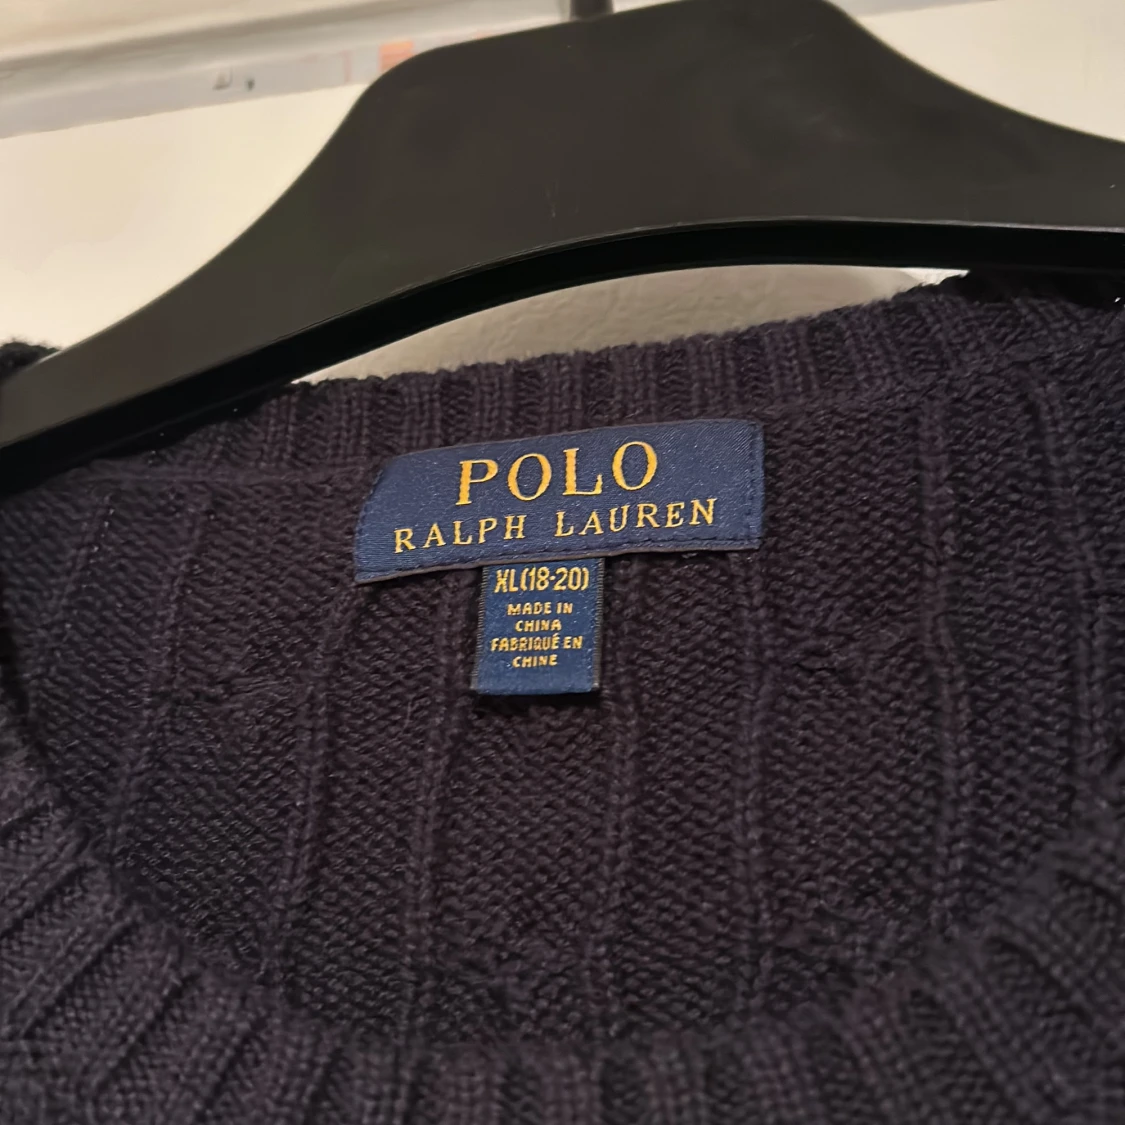 POLO
RALPH LAUREN
XL(18-20)
MADE IN
CHINA
FABRIQUÉ EN
CHINE